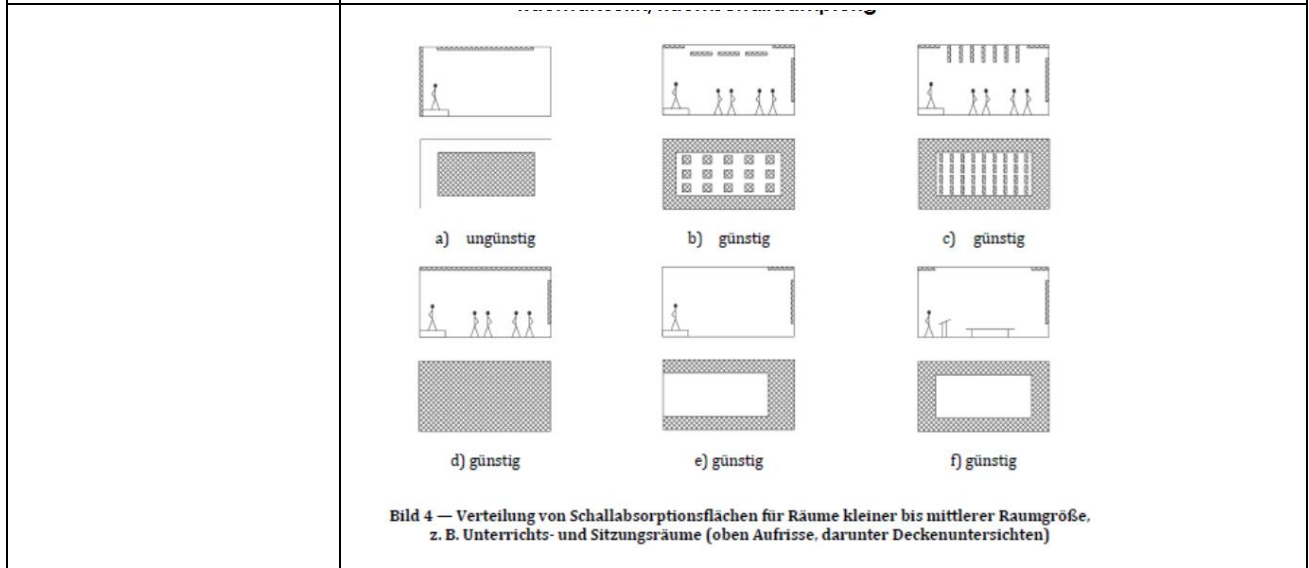 a) ungünstig
b) günstig
c) günstig
d) günstig
e) günstig
f) günstig
Bild 4 — Verteilung von Schallabsorptionsflächen für Räume kleiner bis mittlerer Raumgröße,
z. B. Unterrichts- und Sitzungsräume (oben Aufrisse, darunter Deckenuntersichten)